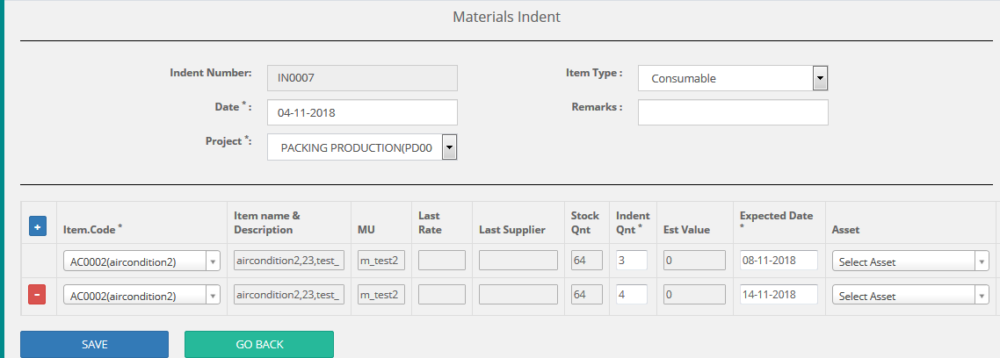 Materials Indent
Indent Number: IN0007 Item Type : Consumable
Date * : 04-11-2018 Remarks :
Project *: PACKING PRODUCTION(PD00
+ Item.Code * Item name & Description MU Last Rate Last Supplier Stock Qnt Indent Qnt * Est Value Expected Date * Asset
AC0002(aircondition2) aircondition2,23,test_ m_test2 64 3 0 08-11-2018 Select Asset
- AC0002(aircondition2) aircondition2,23,test_ m_test2 64 4 0 14-11-2018 Select Asset
SAVE GO BACK